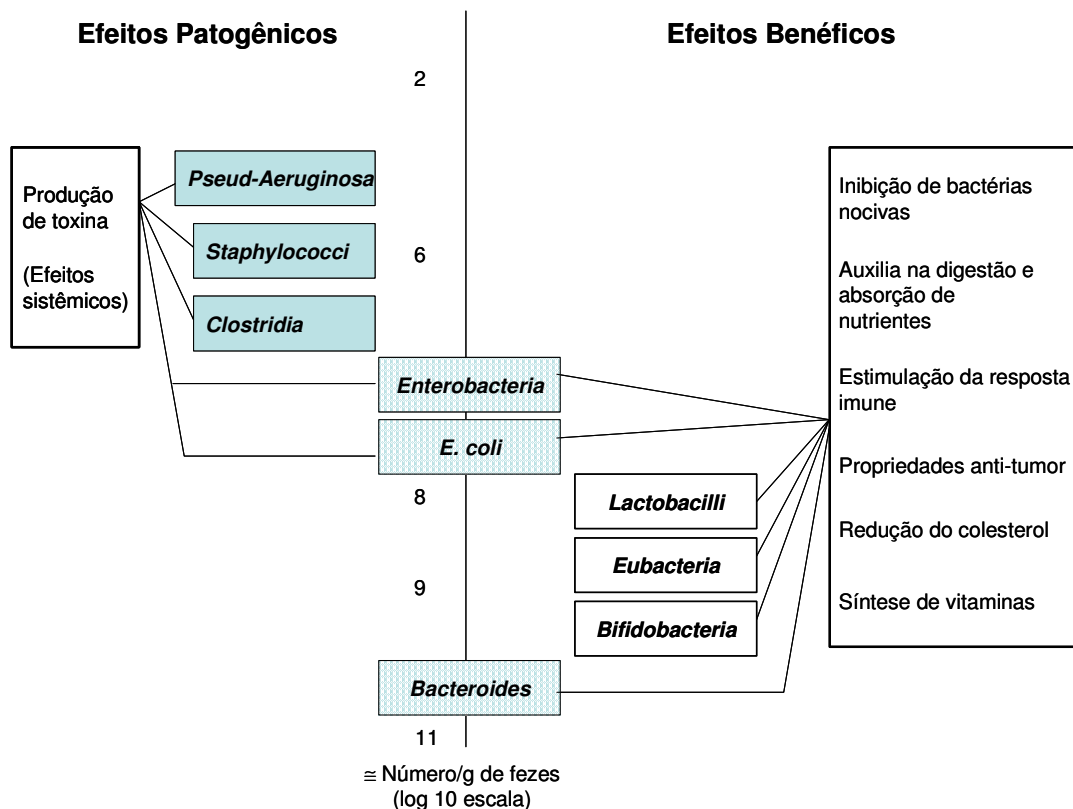 Efeitos Patogênicos
Efeitos Benéficos
2
Produção
de toxina
(Efeitos
sistêmicos)
Pseud-Aeruginosa
Staphylococci
Clostridia
6
Enterobacteria
E. coli
8
Lactobacilli
Eubacteria
9
Bifidobacteria
Bacteroides
11
≅ Número/g de fezes
(log 10 escala)
Inibição de bactérias
nocivas
Auxilia na digestão e
absorção de
nutrientes
Estimulação da resposta
imune
Propriedades anti-tumor
Redução do colesterol
Síntese de vitaminas